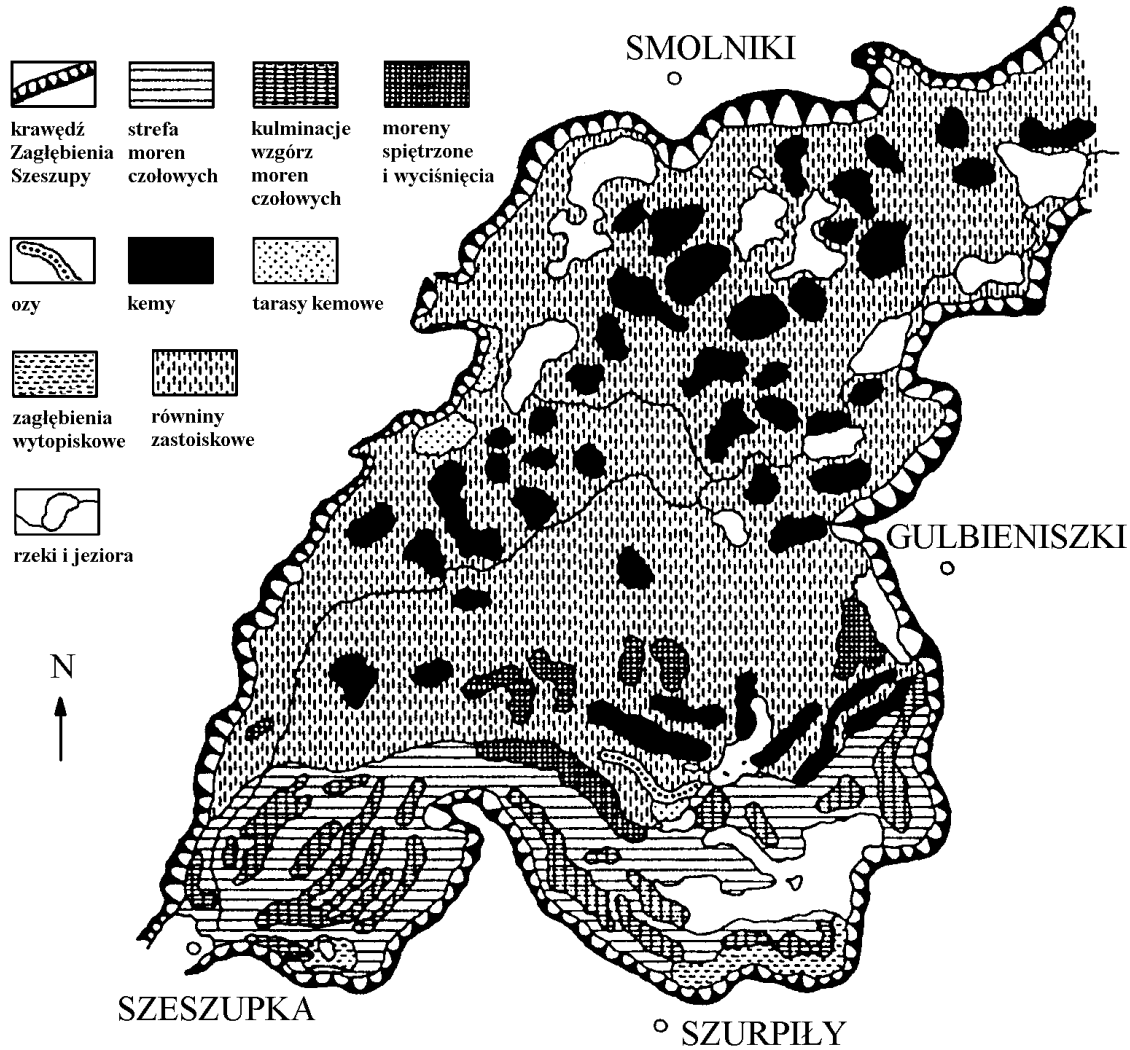 SMOLNIKI
krawędź
Zagłębienia
Szeszupy
strefa
moren
czołowych
kulminacje
wzgórz
moren
czołowych
moreny
spiętrzone
i wyciśnięcia
ozy
kemy
tarasy kemowe
zagłębienia
wytopiskowe
równiny
zastoiskowe
rzeki i jeziora
GULBIENISZKI
N
SZESZUPKA
SZURPIŁY